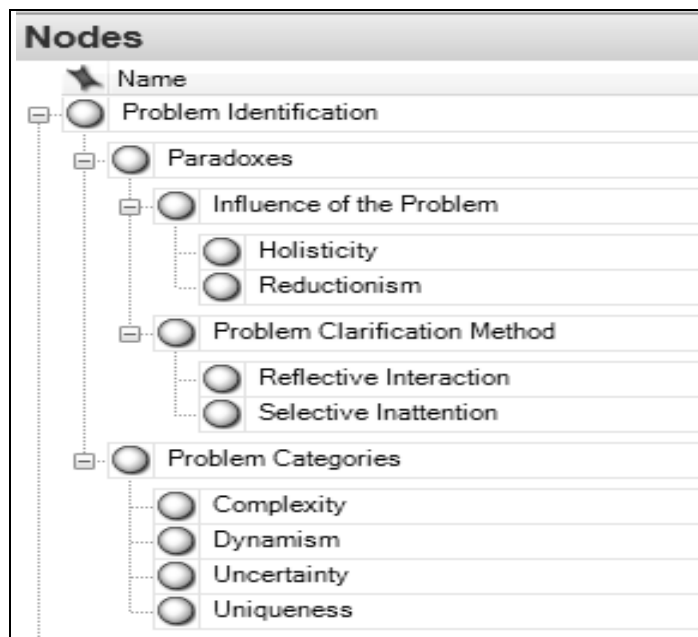 Nodes
Name
Problem Identification
Paradoxes
Influence of the Problem
Holisticity
Reductionism
Problem Clarification Method
Reflective Interaction
Selective Inattention
Problem Categories
Complexity
Dynamism
Uncertainty
Uniqueness